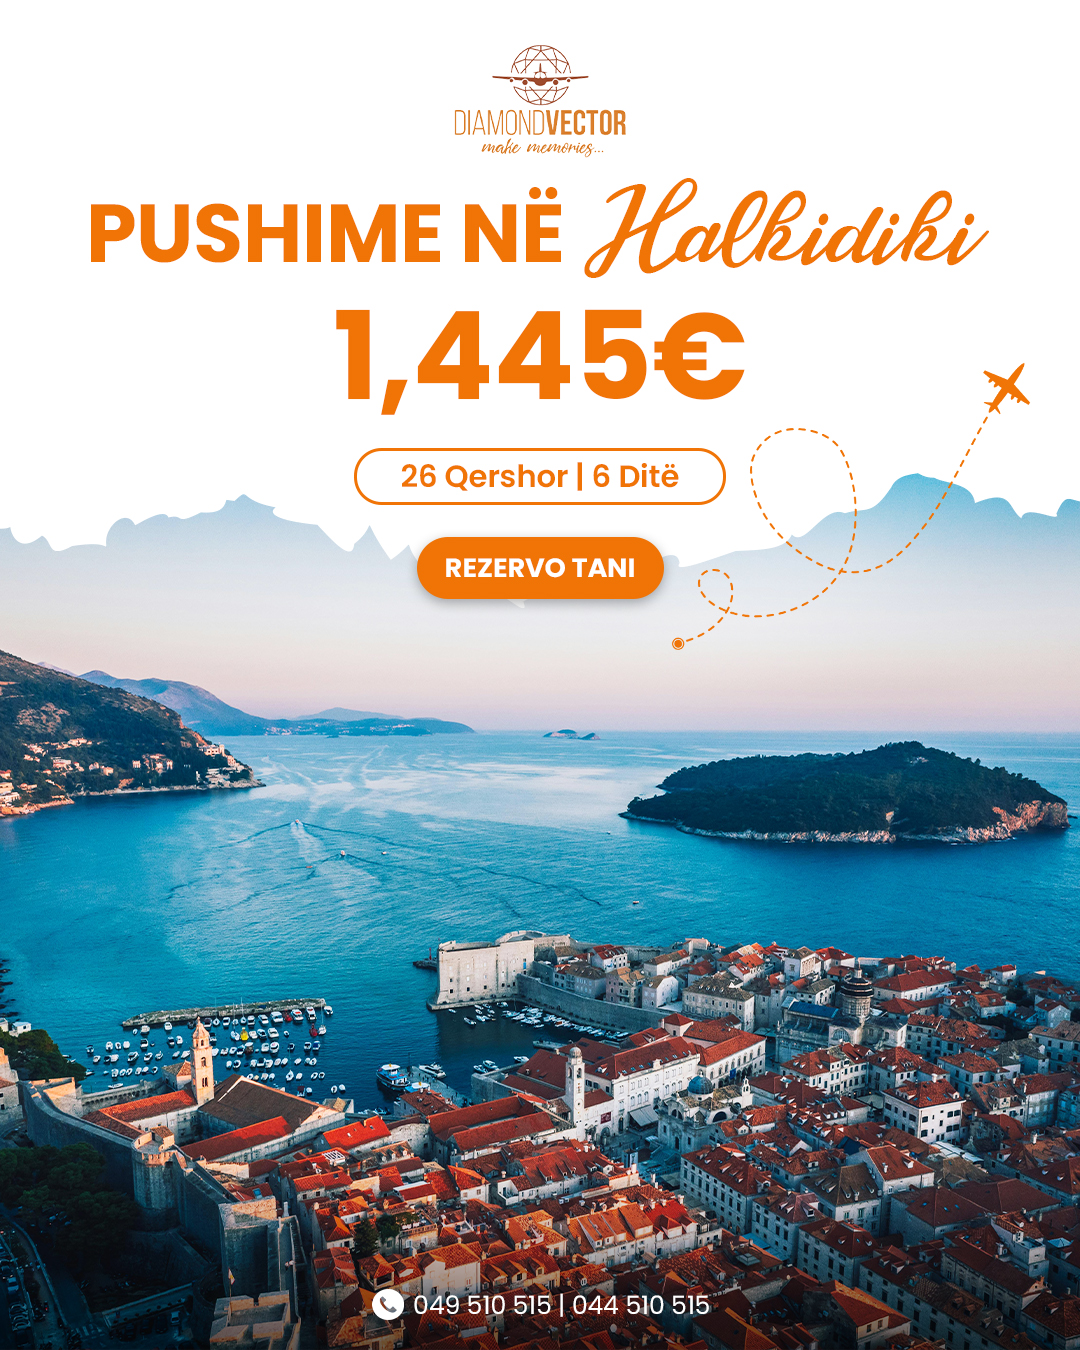 DIAMONDVECTOR
make memories...
PUSHIME NË Halkidiki
1,445€
26 Qershor | 6 Ditë
REZERVO TANI
049 510 515 | 044 510 515